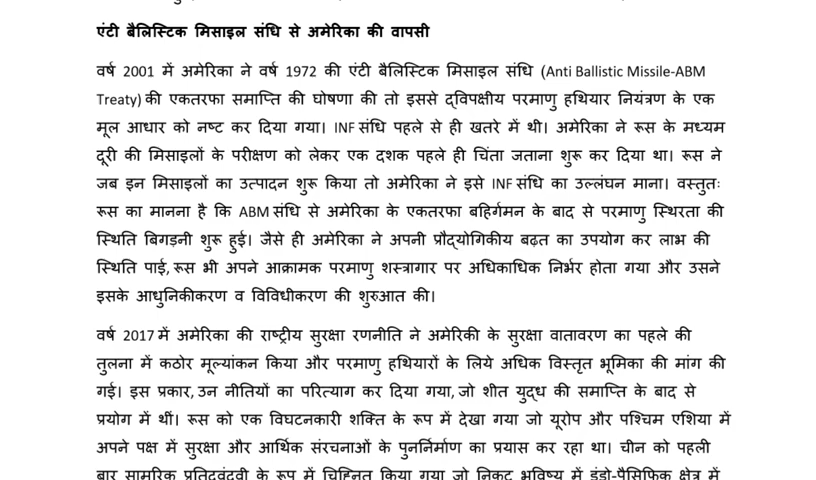 एंटी बैलिस्टिक मिसाइल संधि से अमेरिका की वापसी
वर्ष 2001 में अमेरिका ने वर्ष 1972 की एंटी बैलिस्टिक मिसाइल संधि (Anti Ballistic Missile-ABM
Treaty) की एकतरफा समाप्ति की घोषणा की तो इससे द्विपक्षीय परमाणु हथियार नियंत्रण के एक
मूल आधार को नष्ट कर दिया गया। INF संधि पहले से ही खतरे में थी। अमेरिका ने रूस के मध्यम
दूरी की मिसाइलों के परीक्षण को लेकर एक दशक पहले ही चिंता जताना शुरू कर दिया था। रूस ने
जब इन मिसाइलों का उत्पादन शुरू किया तो अमेरिका ने इसे INF संधि का उल्लंघन माना। वस्तुतः
रूस का मानना है कि ABM संधि से अमेरिका के एकतरफा बहिर्गमन के बाद से परमाणु स्थिरता की
स्थिति बिगड़नी शुरू हुई। जैसे ही अमेरिका ने अपनी प्रौद्योगिकीय बढ़त का उपयोग कर लाभ की
स्थिति पाई, रूस भी अपने आक्रामक परमाणु शस्त्रागार पर अधिकाधिक निर्भर होता गया और उसने
इसके आधुनिकीकरण व विविधीकरण की शुरुआत की।
वर्ष 2017 में अमेरिका की राष्ट्रीय सुरक्षा रणनीति ने अमेरिकी के सुरक्षा वातावरण का पहले की
तुलना में कठोर मूल्यांकन किया और परमाणु हथियारों के लिये अधिक विस्तृत भूमिका की मांग की
गई। इस प्रकार, उन नीतियों का परित्याग कर दिया गया, जो शीत युद्ध की समाप्ति के बाद से
प्रयोग में थीं। रूस को एक विघटनकारी शक्ति के रूप में देखा गया जो यूरोप और पश्चिम एशिया में
अपने पक्ष में सुरक्षा और आर्थिक संरचनाओं के पुनर्निर्माण का प्रयास कर रहा था। चीन को पहली
बार सामरिक प्रतिद्वंद्वी के रूप में चिह्नित किया गया जो निकट भविष्य में इंडो-पैसिफिक क्षेत्र में